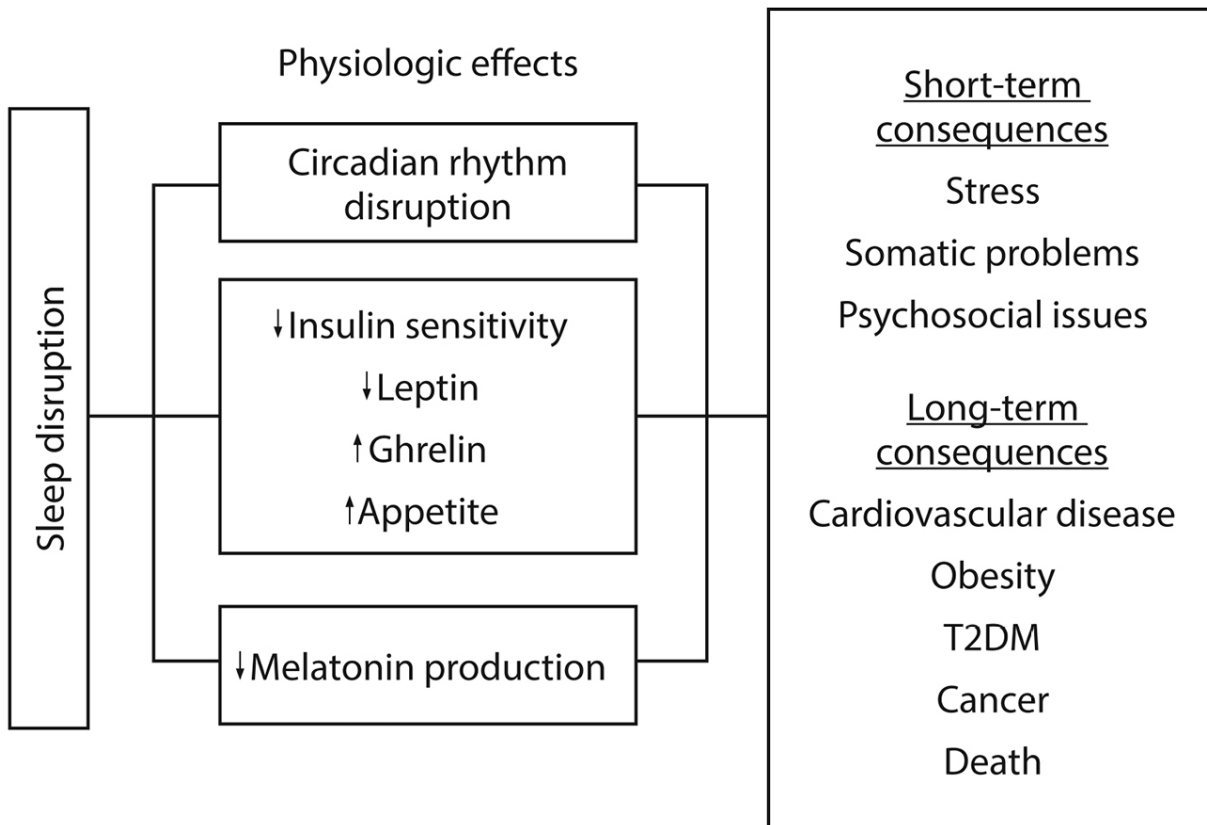 Sleep disruption
Physiologic effects
Circadian rhythm
disruption
↓Insulin sensitivity
↓Leptin
↑Ghrelin
↑Appetite
↓Melatonin production
Short-term
consequences
Stress
Somatic problems
Psychosocial issues
Long-term
consequences
Cardiovascular disease
Obesity
T2DM
Cancer
Death